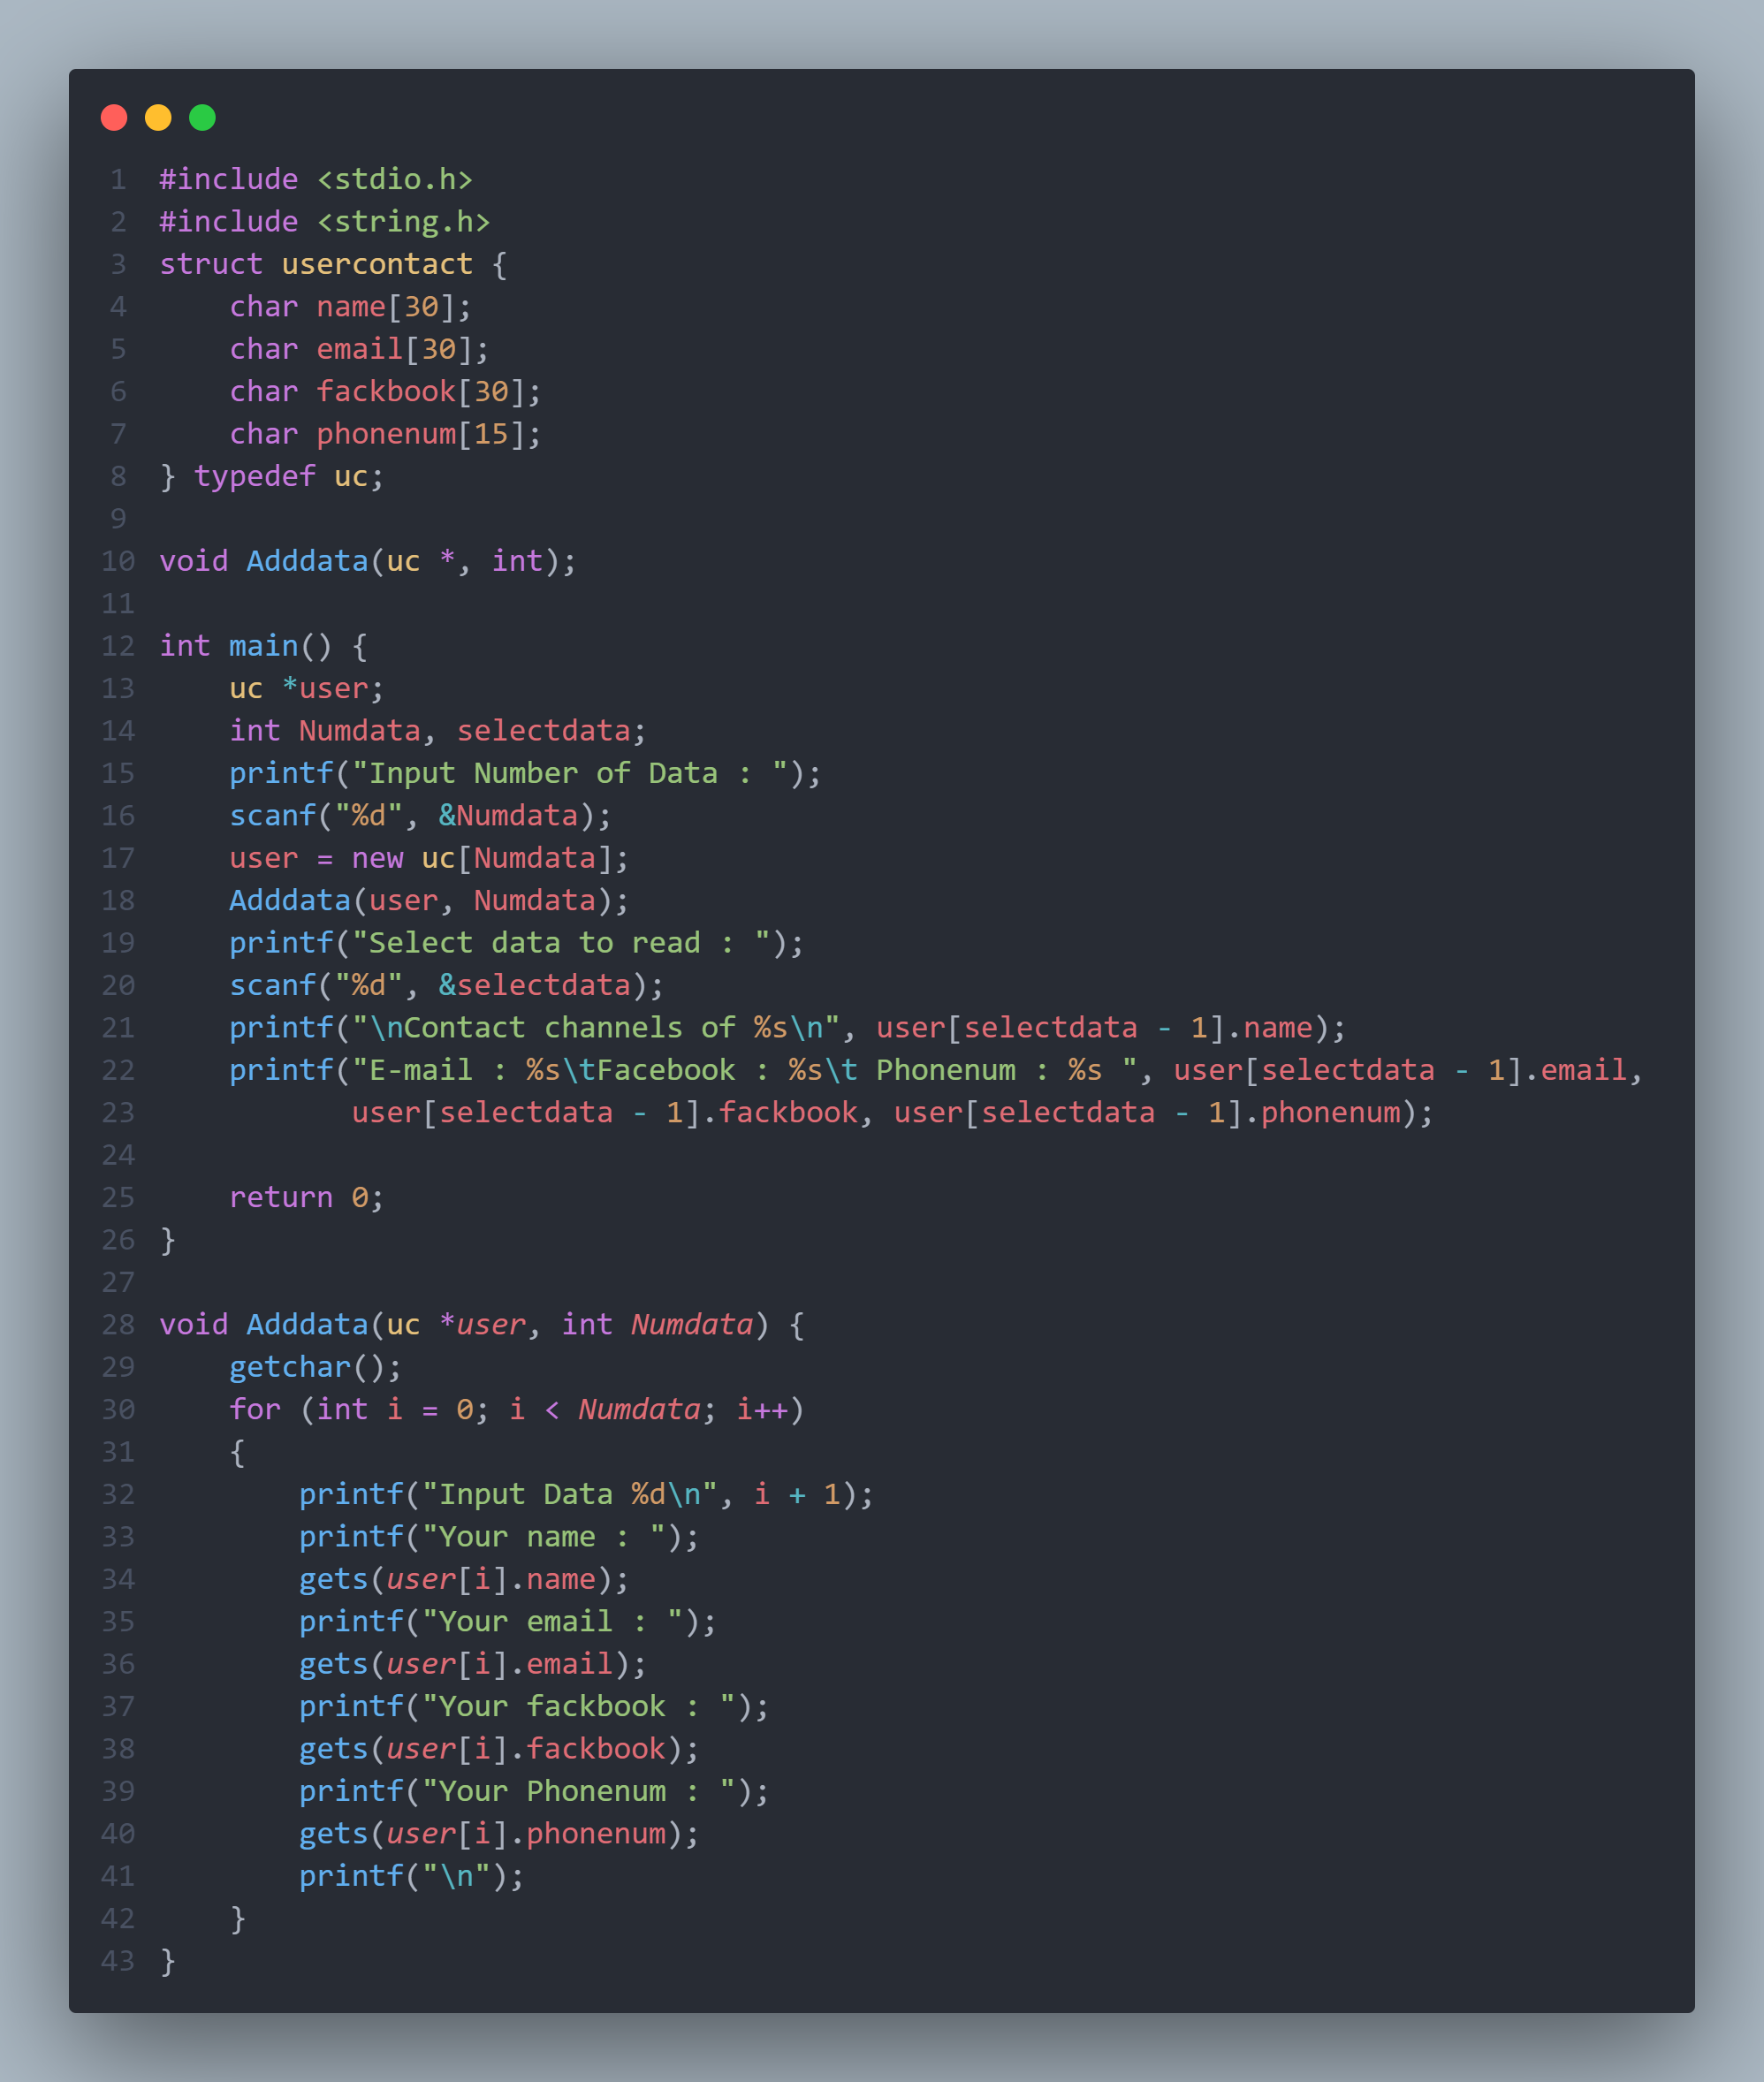 1 #include <stdio.h>
2 #include <string.h>
3 struct usercontact {
4     char name[30];
5     char email[30];
6     char fackbook[30];
7     char phonenum[15];
8 } typedef uc;
9
10 void Adddata(uc *, int);
11
12 int main() {
13     uc *user;
14     int Numdata, selectdata;
15     printf("Input Number of Data : ");
16     scanf("%d", &Numdata);
17     user = new uc[Numdata];
18     Adddata(user, Numdata);
19     printf("Select data to read : ");
20     scanf("%d", &selectdata);
21     printf("\nContact channels of %s\n", user[selectdata - 1].name);
22     printf("E-mail : %s\tFacebook : %s\t Phonenum : %s ", user[selectdata - 1].email,
23            user[selectdata - 1].fackbook, user[selectdata - 1].phonenum);
24
25     return 0;
26 }
27
28 void Adddata(uc *user, int Numdata) {
29     getchar();
30     for (int i = 0; i < Numdata; i++)
31     {
32         printf("Input Data %d\n", i + 1);
33         printf("Your name : ");
34         gets(user[i].name);
35         printf("Your email : ");
36         gets(user[i].email);
37         printf("Your fackbook : ");
38         gets(user[i].fackbook);
39         printf("Your Phonenum : ");
40         gets(user[i].phonenum);
41         printf("\n");
42     }
43 }